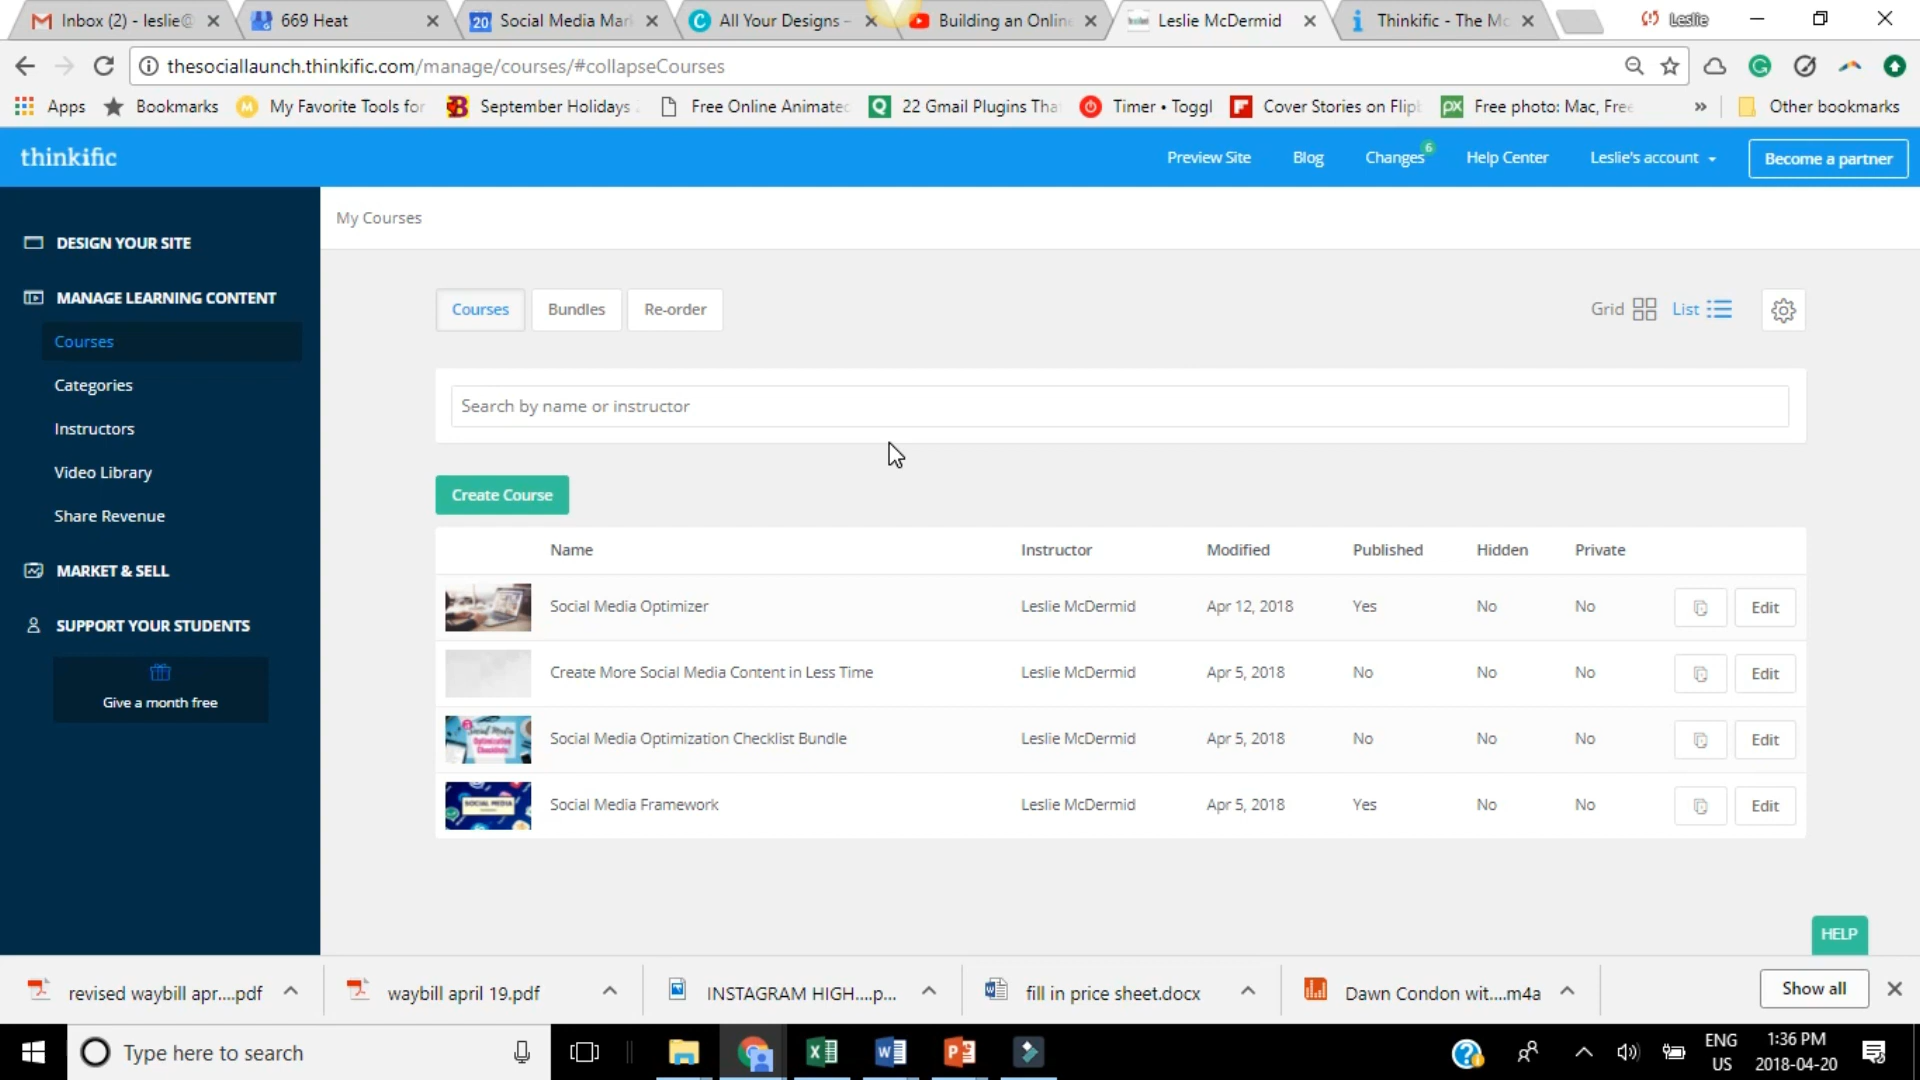 Inbox (2) - leslie@
669 Heat
20 Social Media Mark
All Your Designs –
Building an Online
Leslie McDermid
Thinkific - The Mo
Leslie
thesociallaunch.thinkific.com/manage/courses/#collapseCourses
Apps
Bookmarks
My Favorite Tools for
September Holidays
Free Online Animated
22 Gmail Plugins Tha
Timer • Toggl
Cover Stories on Flip
px Free photo: Mac, Free
»
Other bookmarks
thinkific
Preview Site
Blog
Changes 6
Help Center
Leslie's account
Become a partner
DESIGN YOUR SITE
MANAGE LEARNING CONTENT
Courses
Categories
Instructors
Video Library
Share Revenue
MARKET & SELL
SUPPORT YOUR STUDENTS
Give a month free
My Courses
Courses
Bundles
Re-order
Grid
List
Search by name or instructor
Create Course
Name Instructor Modified Published Hidden Private
Social Media Optimizer Leslie McDermid Apr 12, 2018 Yes No No Edit
Create More Social Media Content in Less Time Leslie McDermid Apr 5, 2018 No No No Edit
Social Media Optimization Checklist Bundle Leslie McDermid Apr 5, 2018 No No No Edit
Social Media Framework Leslie McDermid Apr 5, 2018 Yes No No Edit
HELP
revised waybill apr....pdf
waybill april 19.pdf
INSTAGRAM HIGH....p...
fill in price sheet.docx
Dawn Condon wit....m4a
Show all
Type here to search
ENG
US
1:36 PM
2018-04-20